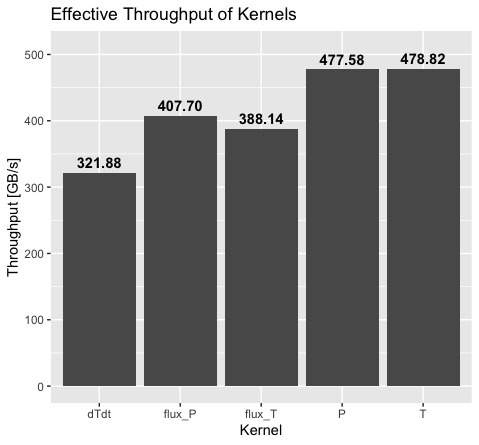 Effective Throughput of Kernels
Throughput [GB/s]
500
400
300
200
100
0
321.88
407.70
388.14
477.58
478.82
dTdt
flux_P
flux_T
P
T
Kernel